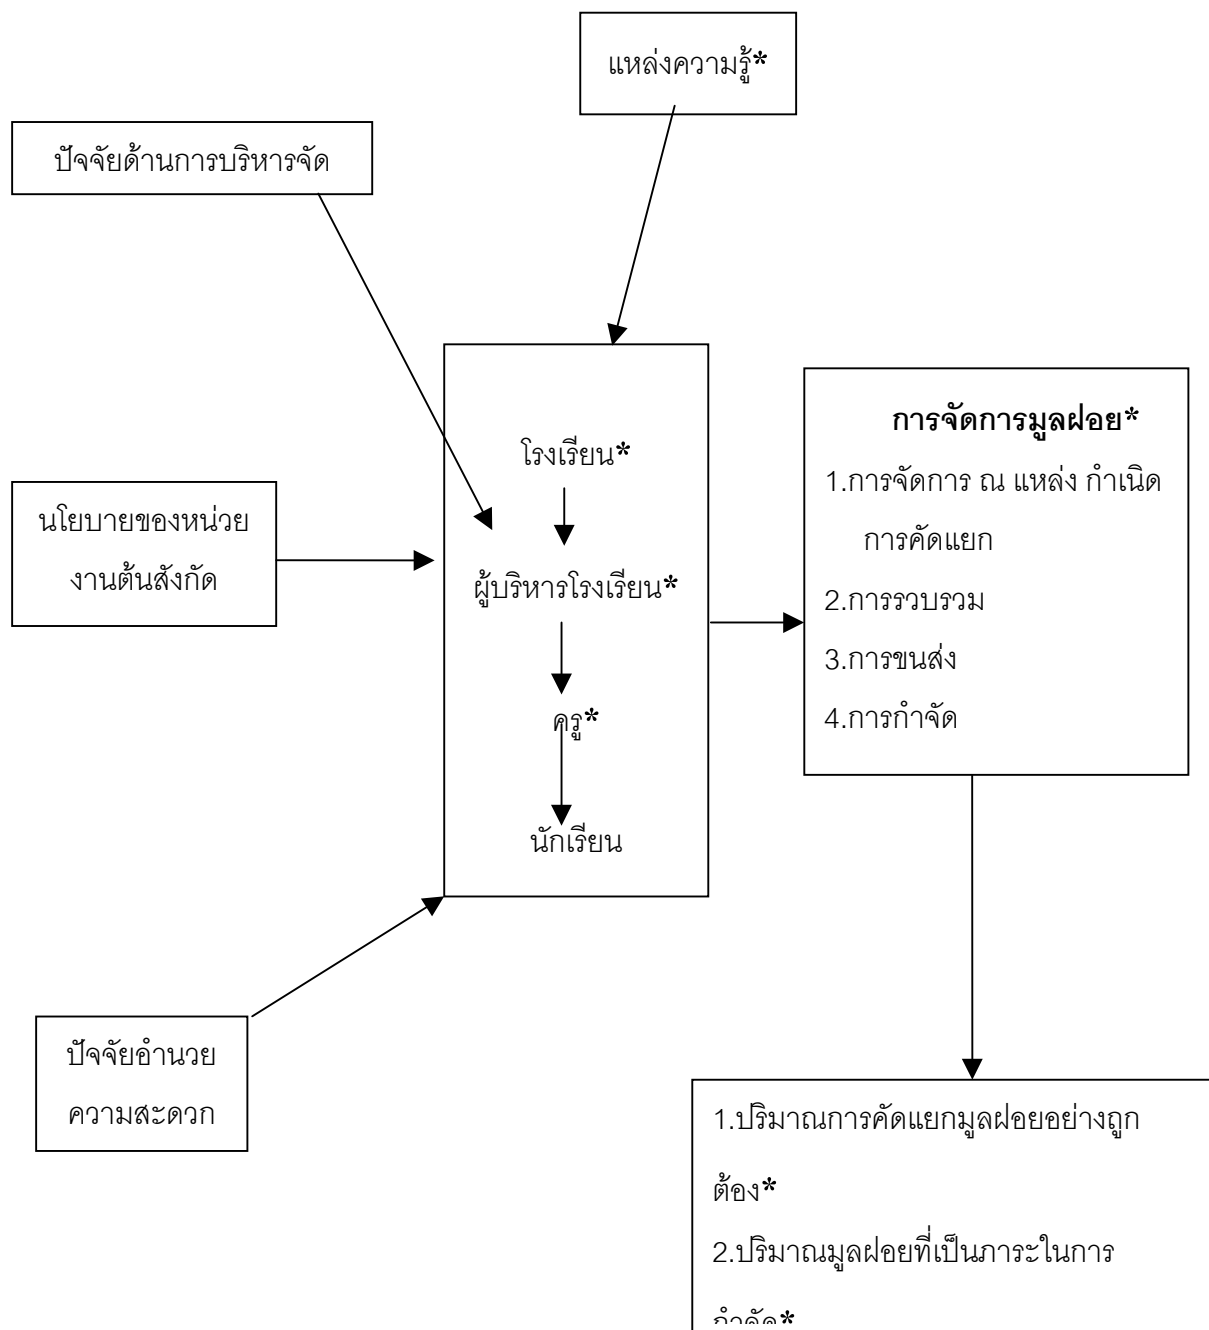 แหล่งความรู้*
ปัจจัยด้านการบริหารจัด
โรงเรียน*
นโยบายของหน่วย
งานต้นสังกัด
ผู้บริหารโรงเรียน*
ครู*
นักเรียน
การจัดการมูลฝอย*
1.การจัดการ ณ แหล่ง กำเนิด
การคัดแยก
2.การรวบรวม
3.การขนส่ง
4.การกำจัด
ปัจจัยอำนวย
ความสะดวก
1.ปริมาณการคัดแยกมูลฝอยอย่างถูก
ต้อง*
2.ปริมาณมูลฝอยที่เป็นภาระในการ
กำจัด*